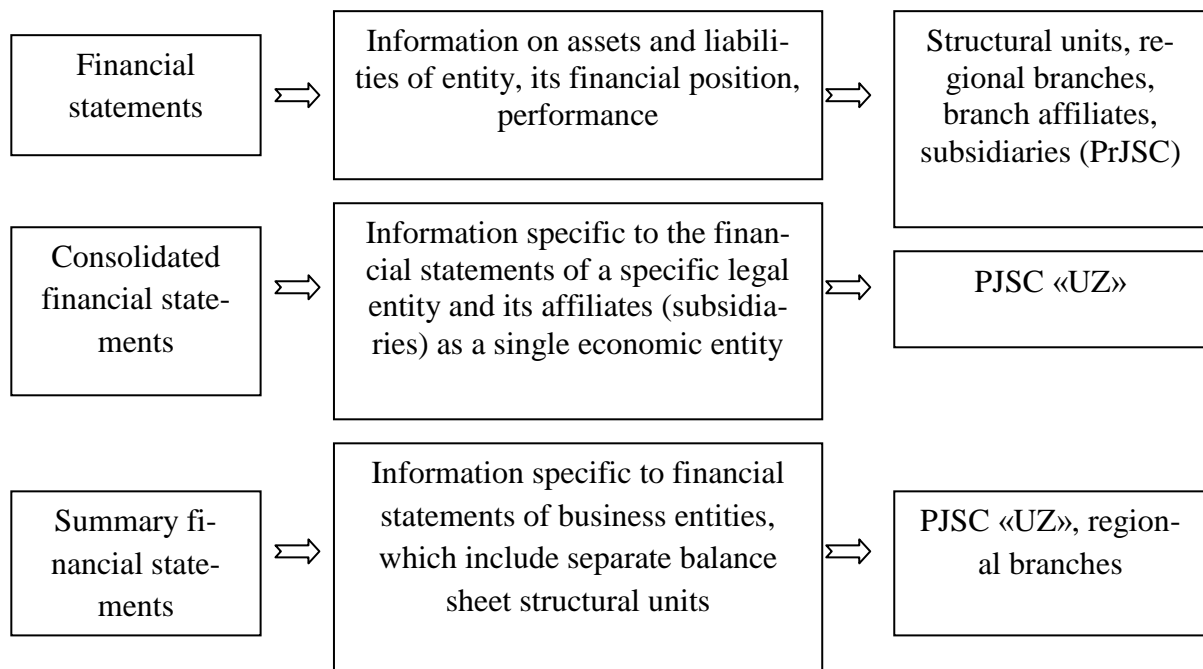 Financial
statements
Information on assets and liabili-
ties of entity, its financial position,
performance
Structural units, re-
gional branches,
branch affiliates,
subsidiaries (PrJSC)
Consolidated
financial state-
ments
Information specific to the finan-
cial statements of a specific legal
entity and its affiliates (subsidia-
ries) as a single economic entity
PJSC «UZ»
Summary fi-
nancial state-
ments
Information specific to financial
statements of business entities,
which include separate balance
sheet structural units
PJSC «UZ», region-
al branches